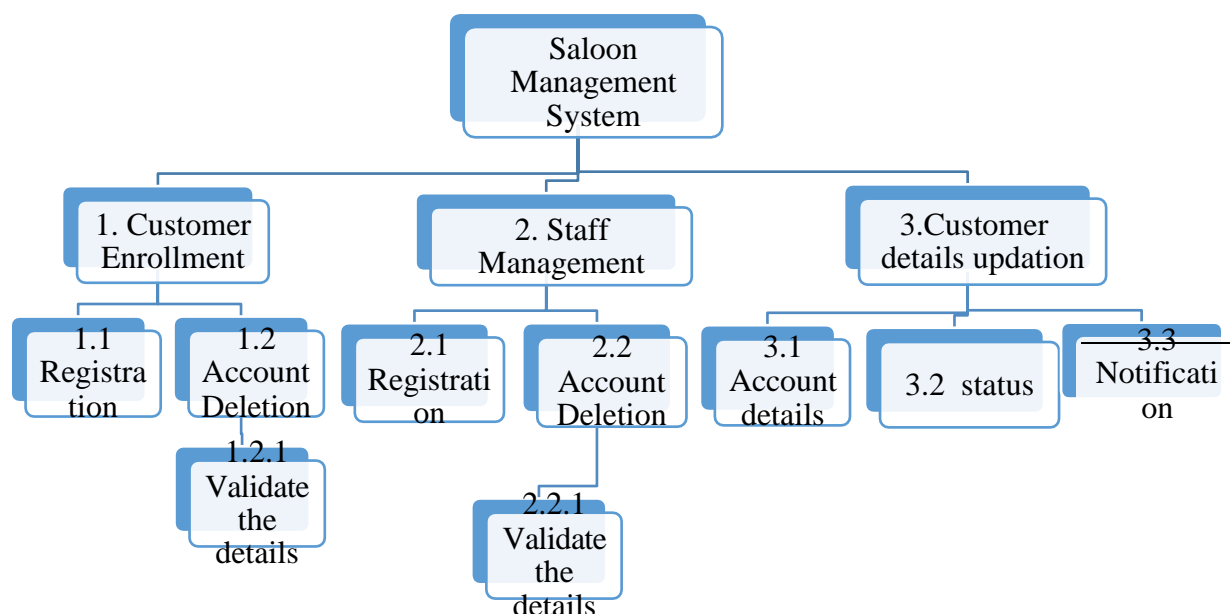 Saloon
Management
System
1. Customer
Enrollment
2. Staff
Management
3.Customer
details updation
1.1
Registra
tion
1.2
Account
Deletion
2.1
Registrati
on
2.2
Account
Deletion
3.1
Account
details
3.2 status
3.3
Notificati
on
1.2.1
Validate
the
details
2.2.1
Validate
the
details